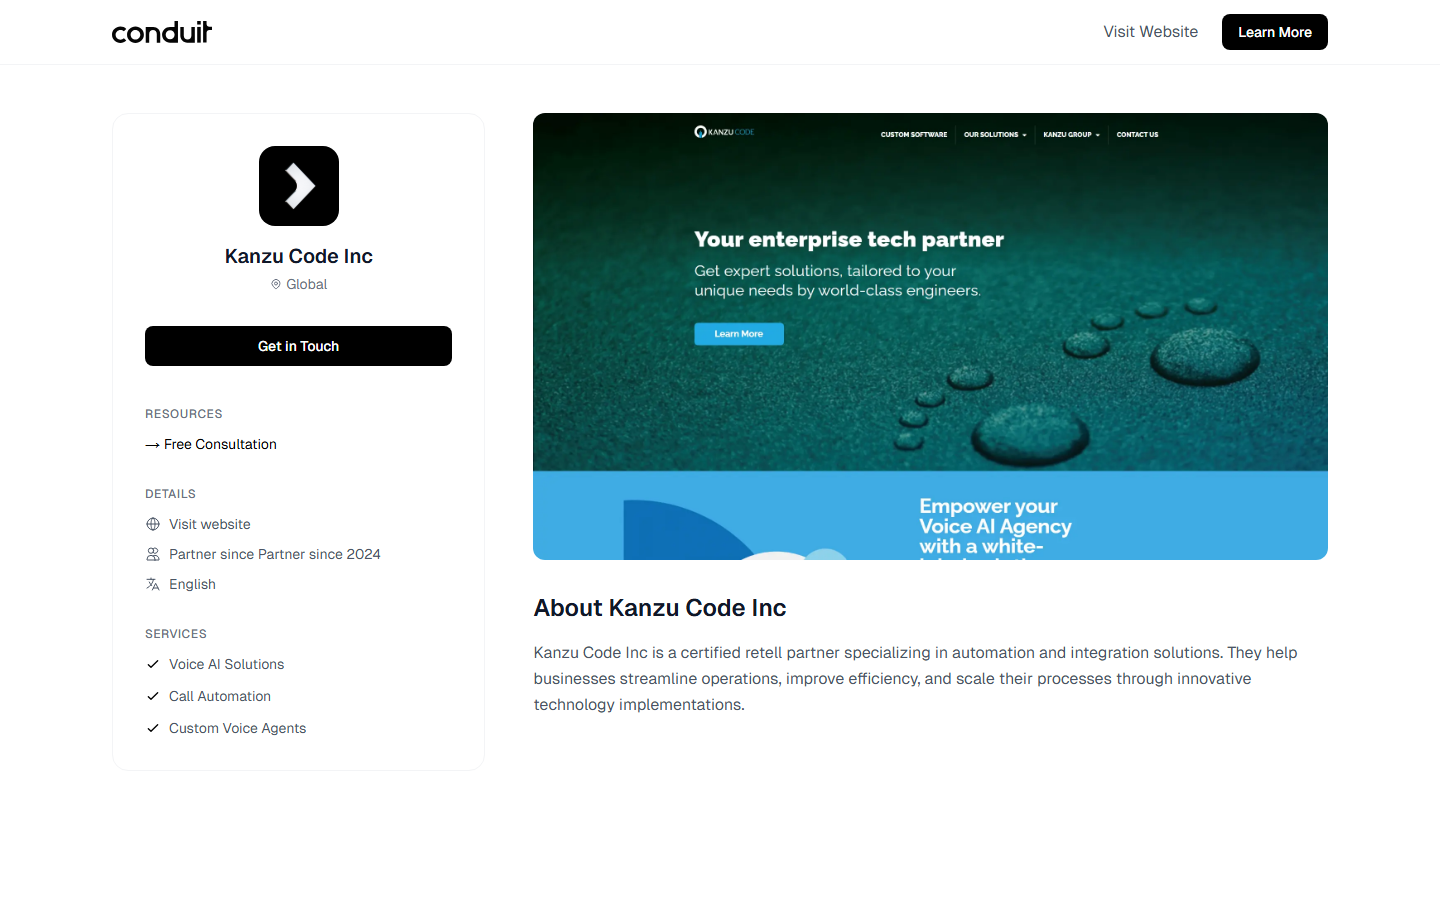 conduit
Visit Website
Learn More
Kanzu Code Inc
Global
Get in Touch
RESOURCES
→ Free Consultation
DETAILS
Visit website
Partner since Partner since 2024
English
SERVICES
Voice AI Solutions
Call Automation
Custom Voice Agents
KANZU CODE
CUSTOM SOFTWARE
OUR SOLUTIONS
KANZU GROUP
CONTACT US
Your enterprise tech partner
Get expert solutions, tailored to your
unique needs by world-class engineers.
Learn More
Empower your
Voice AI Agency
with a white-
About Kanzu Code Inc
Kanzu Code Inc is a certified retell partner specializing in automation and integration solutions. They help
businesses streamline operations, improve efficiency, and scale their processes through innovative
technology implementations.